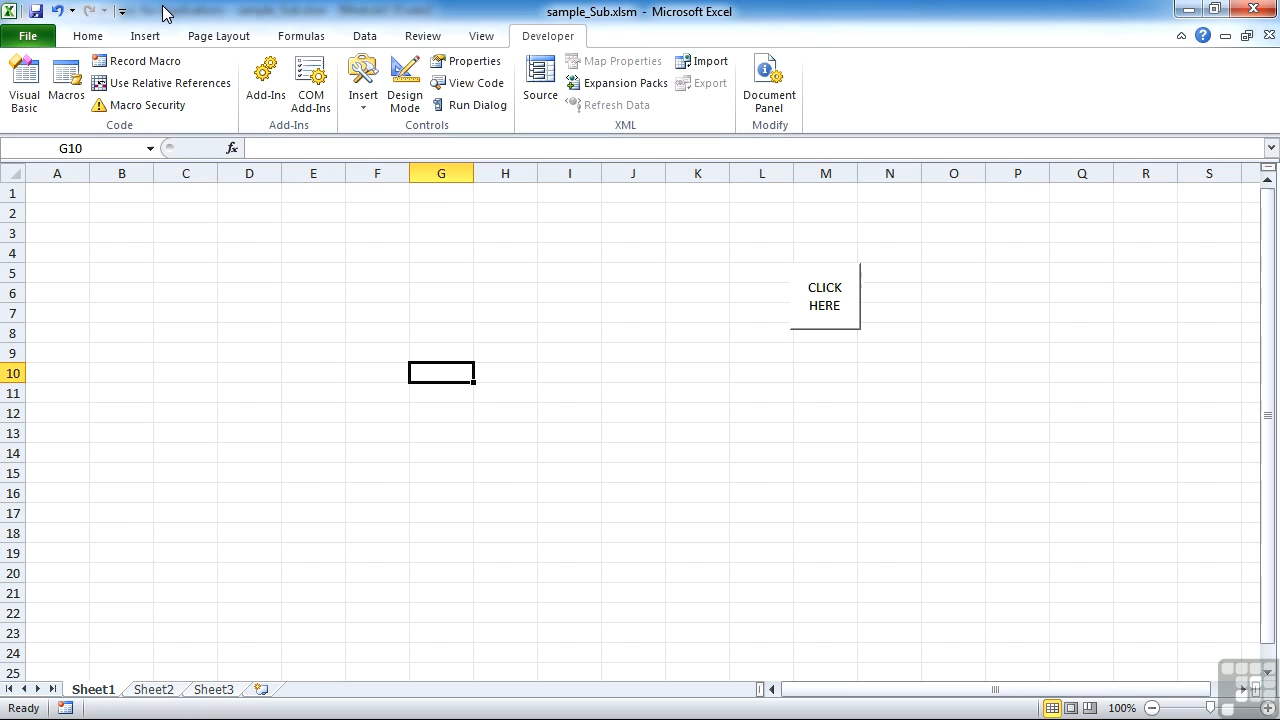 sample_Sub.xlsm - Microsoft Excel
File Home Insert Page Layout Formulas Data Review View Developer
Visual Basic
Macros
Record Macro
Use Relative References
Macro Security
Code
Add-Ins
COM Add-Ins
Add-Ins
Insert
Design Mode
Properties
View Code
Run Dialog
Controls
Source
Map Properties
Expansion Packs
Refresh Data
Import
Export
XML
Document Panel
Modify
G10 fx
A B C D E F G H I J K L M N O P Q R S
1
2
3
4
5
6
7
8
9
10
11
12
13
14
15
16
17
18
19
20
21
22
23
24
25
CLICK
HERE
Sheet1 Sheet2 Sheet3
Ready 100%